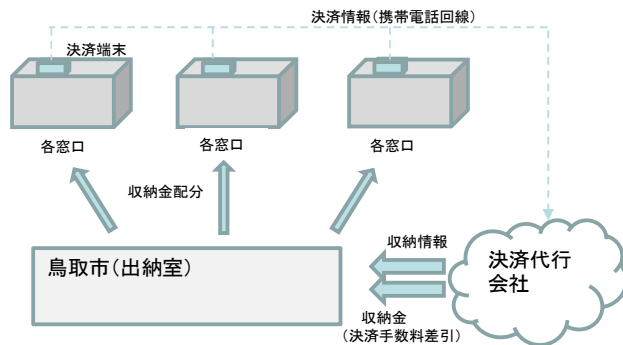 決済情報(携帯電話回線)
決済端末
各窓口
各窓口
各窓口
収納金配分
収納情報
鳥取市(出納室)
決済代行
会社
収納金
(決済手数料差引)